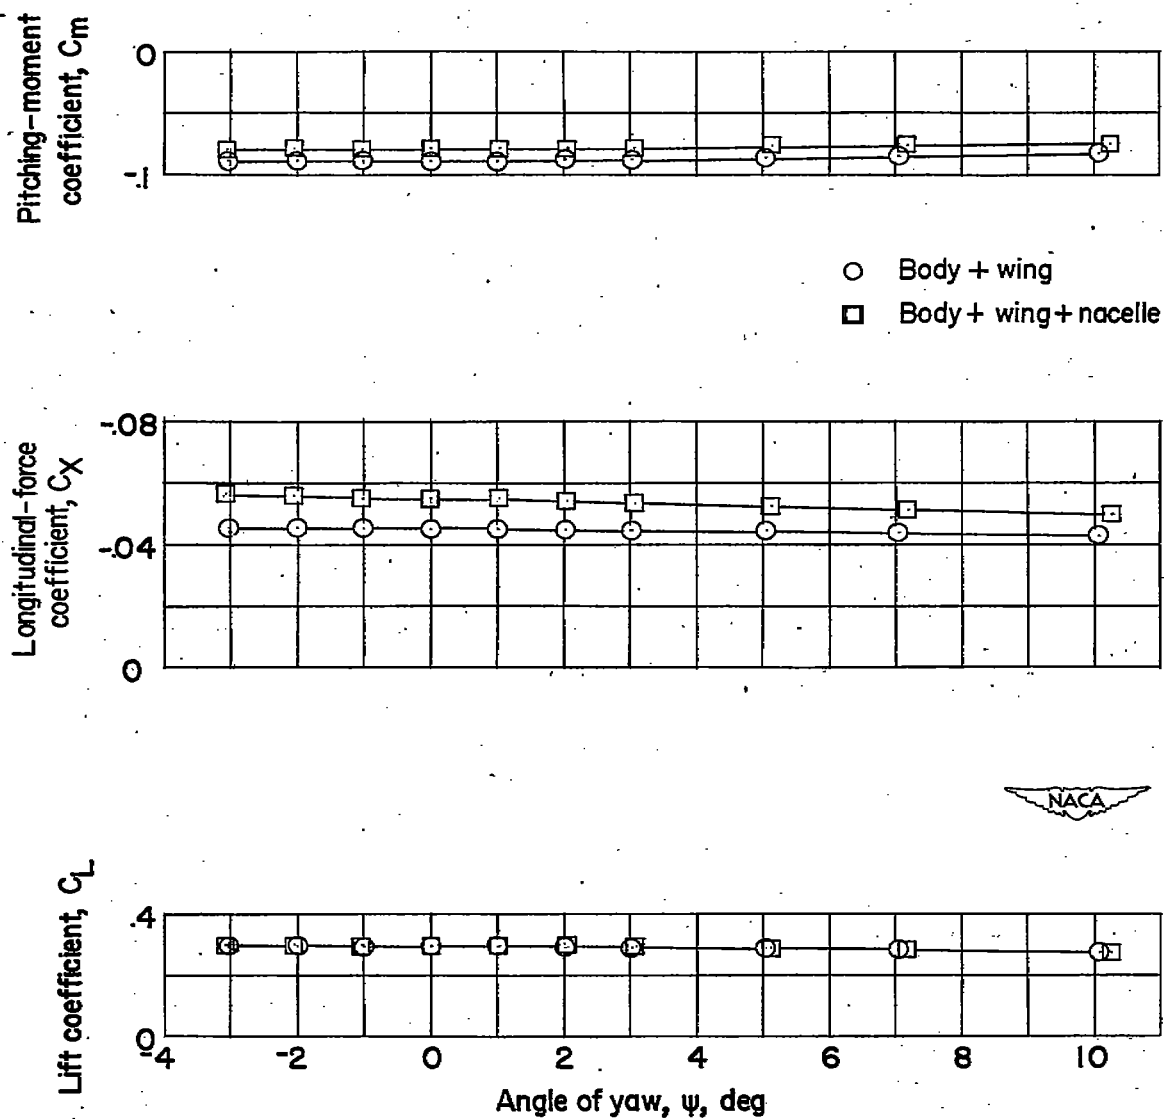 Pitching-moment
coefficient, Cm
0
-.1
Body + wing
Body + wing + nacelle
Longitudinal-force
coefficient, CX
-.08
-.04
0
NACA
Lift coefficient, CL
.4
0
-4 -2 0 2 4 6 8 10
Angle of yaw, ψ, deg